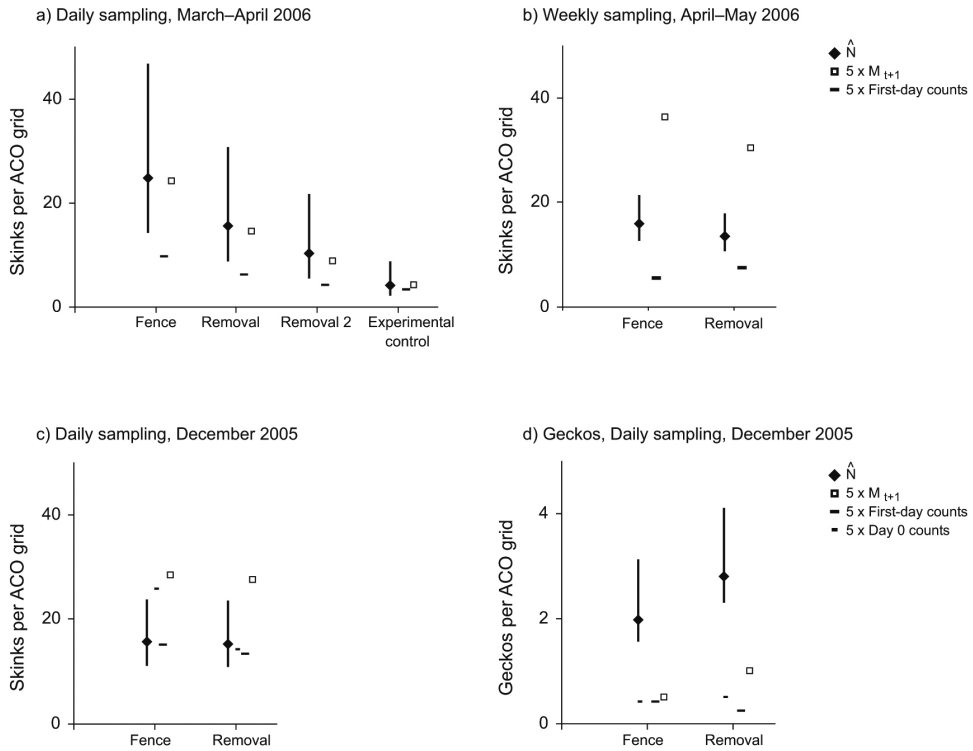 a) Daily sampling, March–April 2006
b) Weekly sampling, April–May 2006
Skinks per ACO grid
40
20
0
Fence
Removal
Removal 2
Experimental
control
Skinks per ACO grid
60
40
20
0
Fence
Removal
^
N
5 x M t+1
5 x First-day counts
c) Daily sampling, December 2005
d) Geckos, Daily sampling, December 2005
Skinks per ACO grid
40
20
0
Fence
Removal
Geckos per ACO grid
4
2
0
Fence
Removal
^
N
5 x M t+1
5 x First-day counts
5 x Day 0 counts